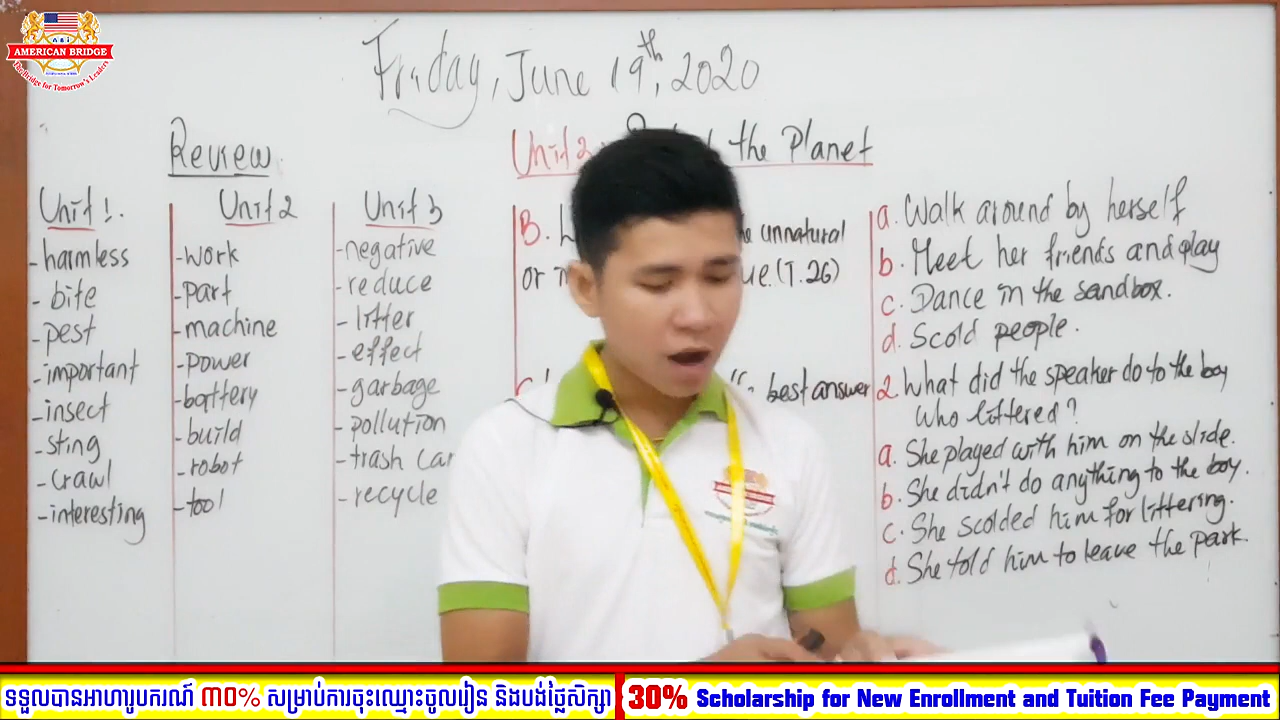 AMERICAN BRIDGE
The Bridge for Tomorrow's Leaders
Friday, June 19th, 2020
Review
Unit 1.
- harmless
- bite
- pest
- important
- insect
- sting
- crawl
- interesting
Unit 2
- work
- part
- machine
- power
- battery
- build
- robot
- tool
Unit 3
- negative
- reduce
- litter
- effect
- garbage
- pollution
- trash can
- recycle
Unit 2 the Planet
B. unnatural
or (T.26)
C best answer
a. Walk around by herself
b. Meet her friends and play
c. Dance in the sandbox.
d. Scold people.
2. What did the speaker do to the boy
who littered?
a. She played with him on the slide.
b. She didn't do anything to the boy.
c. She scolded him for littering.
d. She told him to leave the park.
ទទួលបានអាហារូបករណ៍ ៣០% សម្រាប់ការចុះឈ្មោះចូលរៀន និងបង់ថ្លៃសិក្សា
30% Scholarship for New Enrollment and Tuition Fee Payment